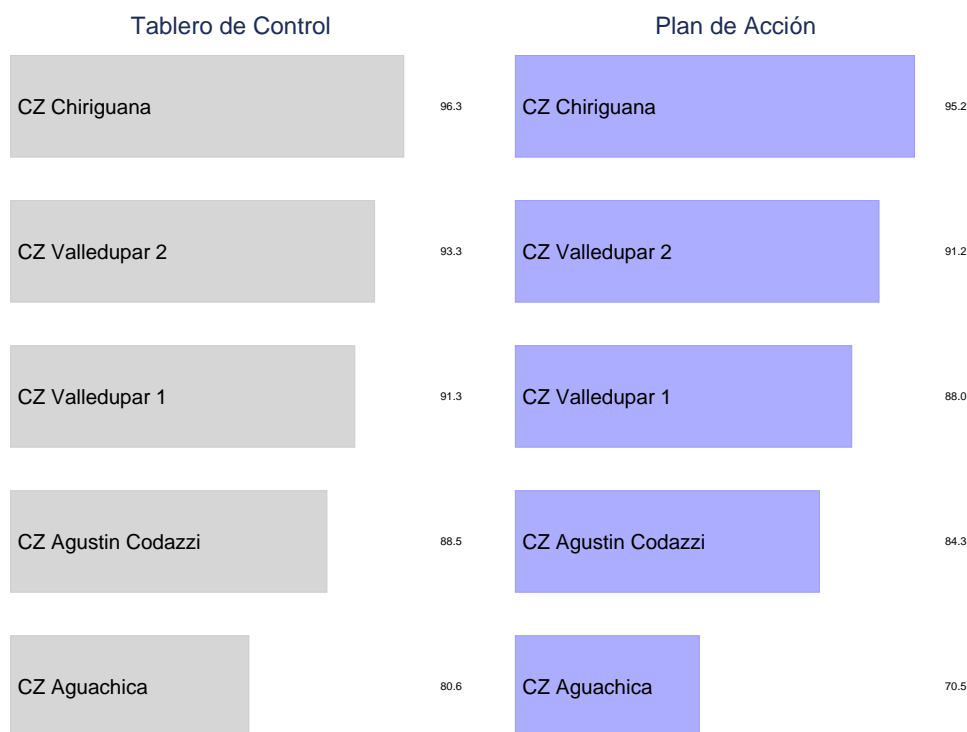 Tablero de Control
CZ Chiriguana 96.3
CZ Valledupar 2 93.3
CZ Valledupar 1 91.3
CZ Agustin Codazzi 88.5
CZ Aguachica 80.6
Plan de Acción
CZ Chiriguana 95.2
CZ Valledupar 2 91.2
CZ Valledupar 1 88.0
CZ Agustin Codazzi 84.3
CZ Aguachica 70.5